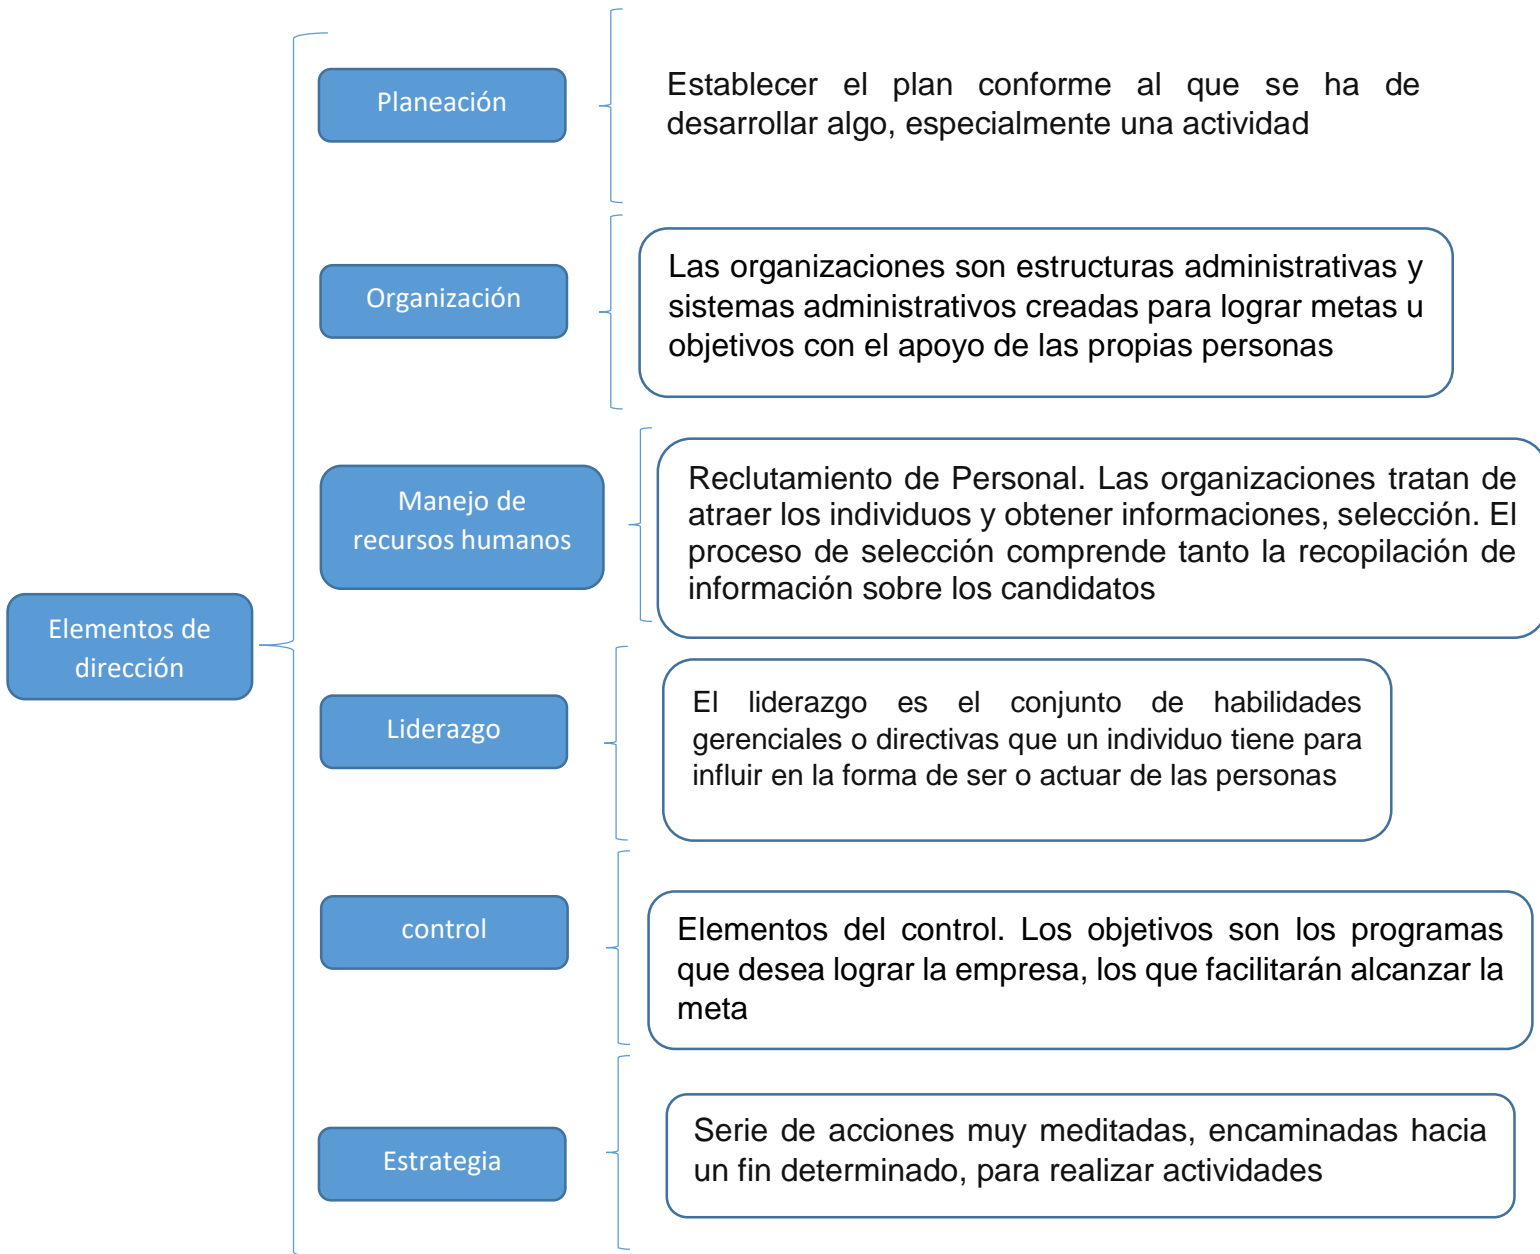 Planeación
Establecer el plan conforme al que se ha de
desarrollar algo, especialmente una actividad
Organización
Las organizaciones son estructuras administrativas y
sistemas administrativos creadas para lograr metas u
objetivos con el apoyo de las propias personas
Manejo de
recursos humanos
Reclutamiento de Personal. Las organizaciones tratan de
atraer los individuos y obtener informaciones, selección. El
proceso de selección comprende tanto la recopilación de
información sobre los candidatos
Elementos de
dirección
Liderazgo
El liderazgo es el conjunto de habilidades
gerenciales o directivas que un individuo tiene para
influir en la forma de ser o actuar de las personas
control
Elementos del control. Los objetivos son los programas
que desea lograr la empresa, los que facilitarán alcanzar la
meta
Estrategia
Serie de acciones muy meditadas, encaminadas hacia
un fin determinado, para realizar actividades